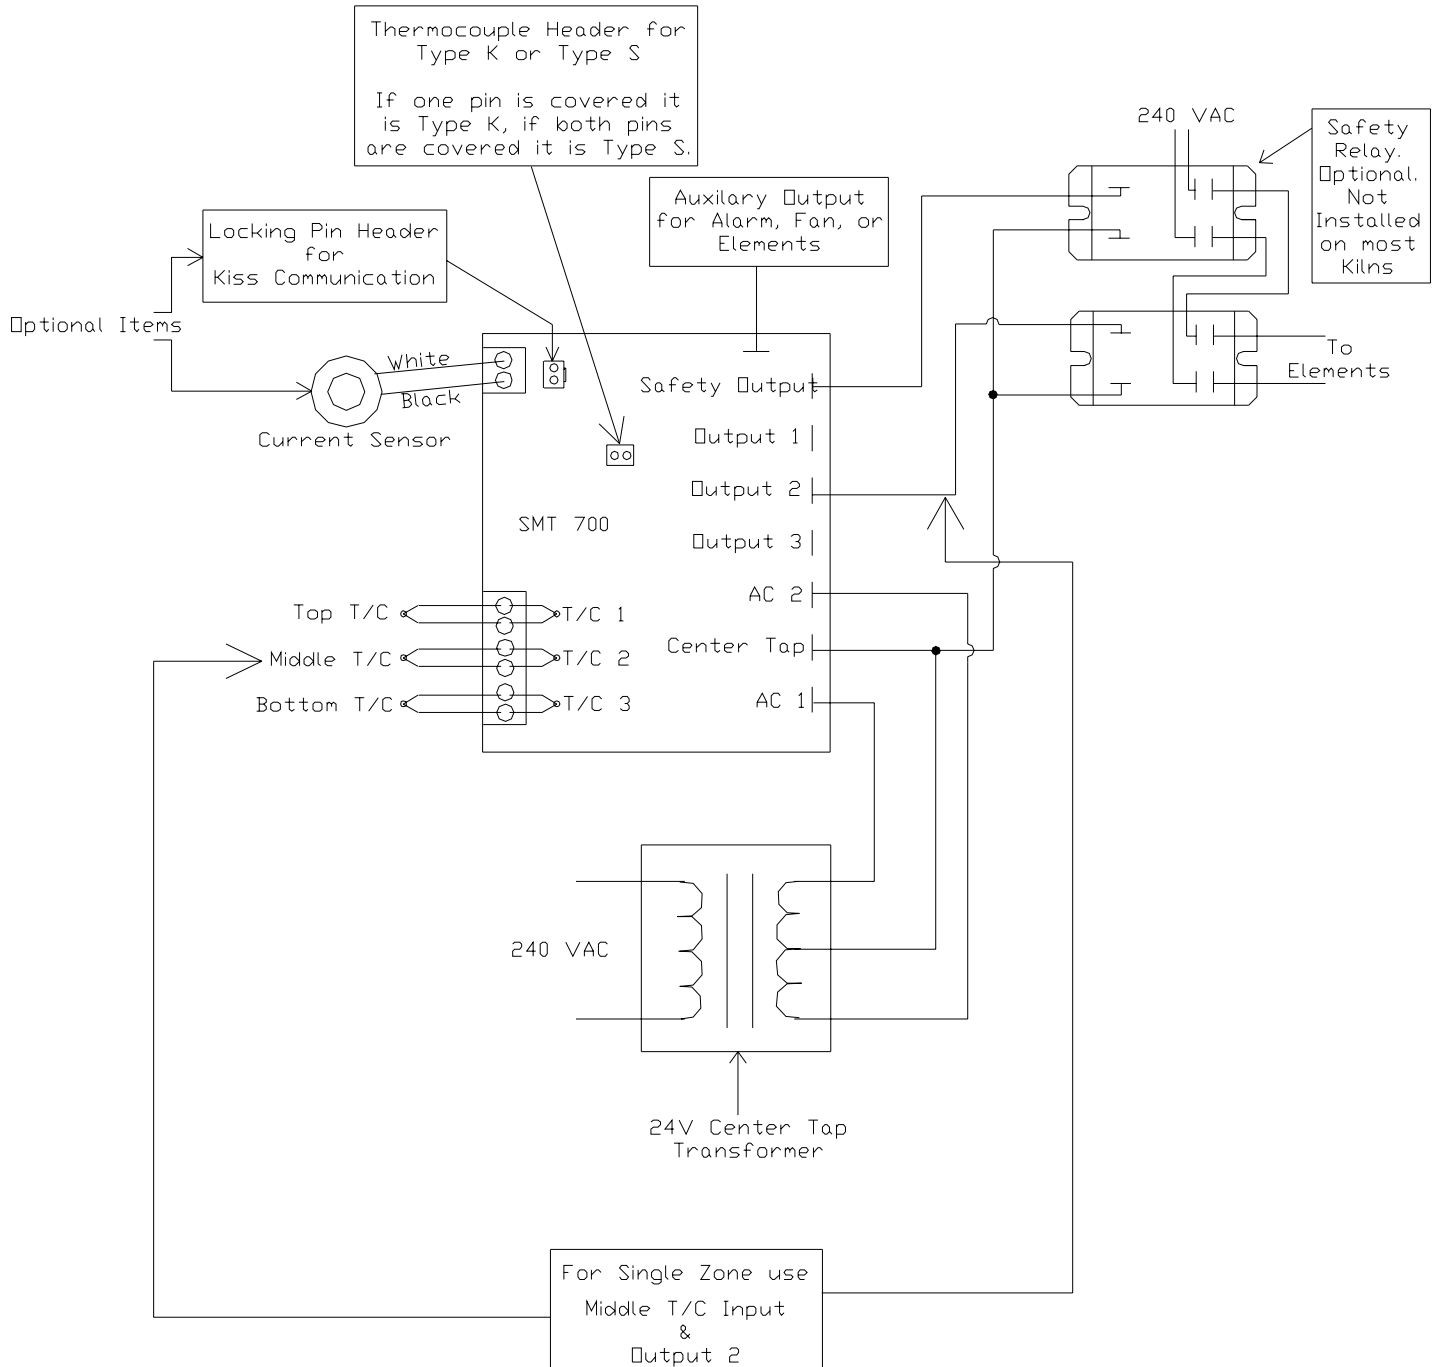 Thermocouple Header for
Type K or Type S
If one pin is covered it
is Type K, if both pins
are covered it is Type S.
240 VAC
Safety
Relay.
Optional.
Not
Installed
on most
Kilns
Auxilary Output
for Alarm, Fan, or
Elements
Locking Pin Header
for
Kiss Communication
Optional Items
White
Black
Current Sensor
To
Elements
Safety Output
Output 1
Output 2
SMT 700
Output 3
AC 2
Top T/C
T/C 1
Center Tap
Middle T/C
T/C 2
Bottom T/C
T/C 3
AC 1
240 VAC
24V Center Tap
Transformer
For Single Zone use
Middle T/C Input
&
Output 2